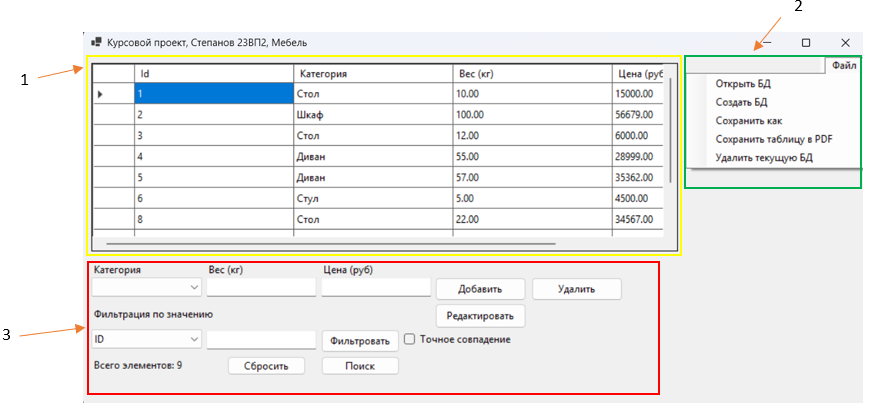 2
Курсовой проект, Степанов 23ВП2, Мебель
1
Id Категория Вес (кг) Цена (руб
1 Стол 10.00 15000.00
2 Шкаф 100.00 56679.00
3 Стол 12.00 6000.00
4 Диван 55.00 28999.00
5 Диван 57.00 35362.00
6 Стул 5.00 4500.00
8 Стол 22.00 34567.00
Файл
Открыть БД
Создать БД
Сохранить как
Сохранить таблицу в PDF
Удалить текущую БД
3
Категория Вес (кг) Цена (руб)
Добавить Удалить
Фильтрация по значению Редактировать
ID Фильтровать Точное совпадение
Всего элементов: 9 Сбросить Поиск